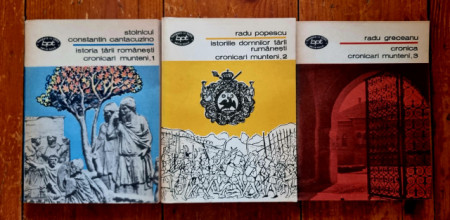 bpt
stolnicul
constantin cantacuzino
istoria țării românești
cronicari munteni, 1
bpt
radu popescu
istoriile domnilor țării
rumânești
cronicari munteni, 2
bpt
radu greceanu
cronica
cronicari munteni, 3